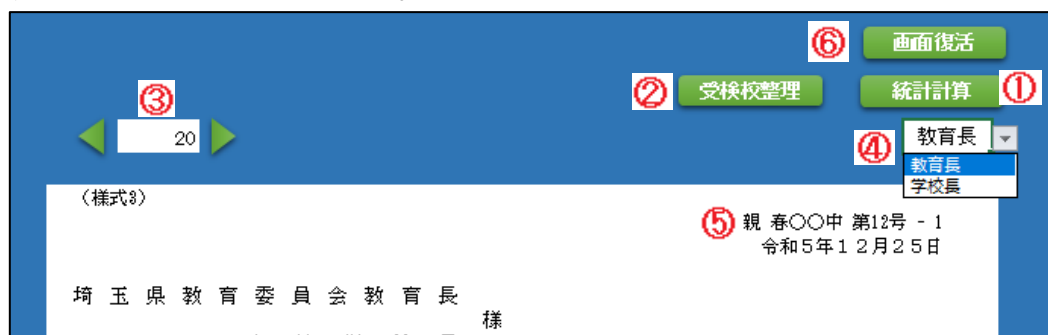 ⑥ 画面復活
② 受検校整理 統計計算 ①
③
20
④ 教育長
教育長
学校長
（様式3）
⑤ 親 春〇〇中 第12号 - 1
令和5年１２月２５日
埼玉県教育委員会教育長
様